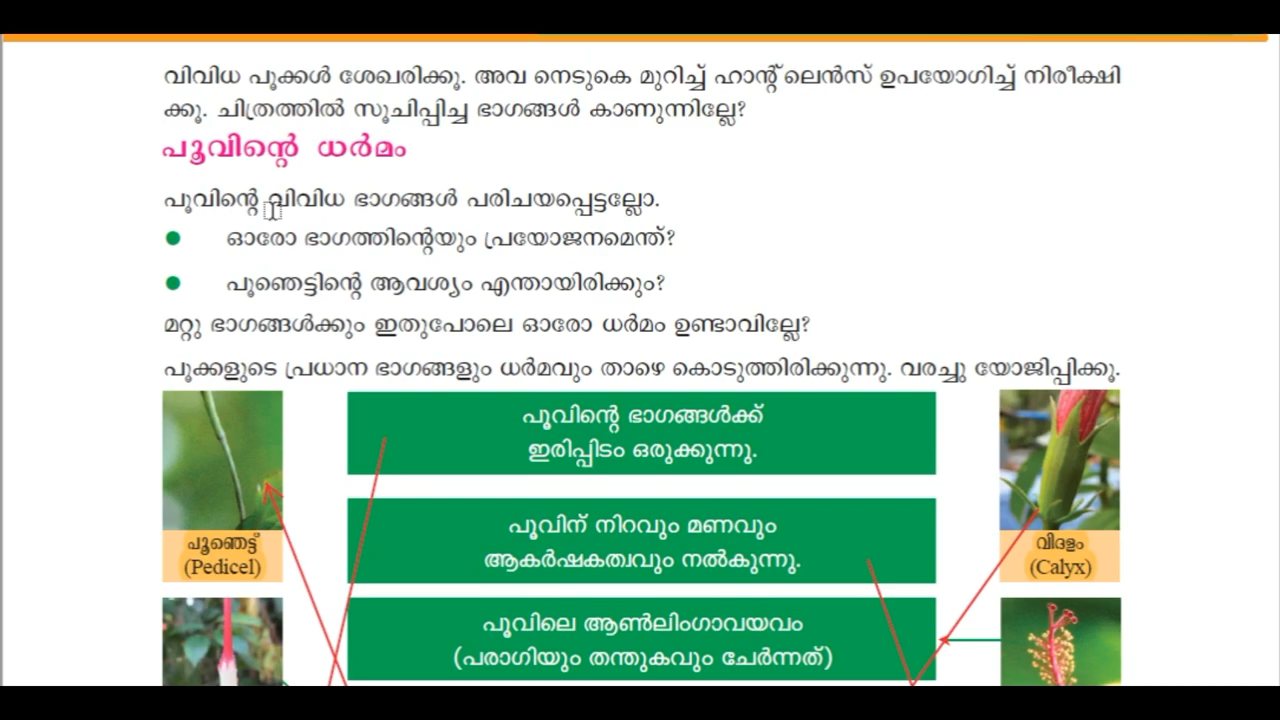 വിവിധ പൂക്കൾ ശേഖരിക്കൂ. അവ നെടുകെ മുറിച്ച് ഹാന്റ് ലെൻസ് ഉപയോഗിച്ച് നിരീക്ഷി
ക്കൂ. ചിത്രത്തിൽ സൂചിപ്പിച്ച ഭാഗങ്ങൾ കാണുന്നില്ലേ?
പൂവിന്റെ ധർമം
പൂവിന്റെ വിവിധ ഭാഗങ്ങൾ പരിചയപ്പെട്ടല്ലോ.
● ഓരോ ഭാഗത്തിന്റെയും പ്രയോജനമെന്ത്?
● പൂഞെട്ടിന്റെ ആവശ്യം എന്തായിരിക്കും?
മറ്റു ഭാഗങ്ങൾക്കും ഇതുപോലെ ഓരോ ധർമം ഉണ്ടാവില്ലേ?
പൂക്കളുടെ പ്രധാന ഭാഗങ്ങളും ധർമവും താഴെ കൊടുത്തിരിക്കുന്നു. വരച്ചു യോജിപ്പിക്കൂ.
പൂവിന്റെ ഭാഗങ്ങൾക്ക്
ഇരിപ്പിടം ഒരുക്കുന്നു.
പൂവിന് നിറവും മണവും
ആകർഷകത്വവും നൽകുന്നു.
പൂഞെട്ട്
(Pedicel)
വിദളം
(Calyx)
പൂവിലെ ആൺലിംഗാവയവം
(പരാഗിയും തന്തുകവും ചേർന്നത്)